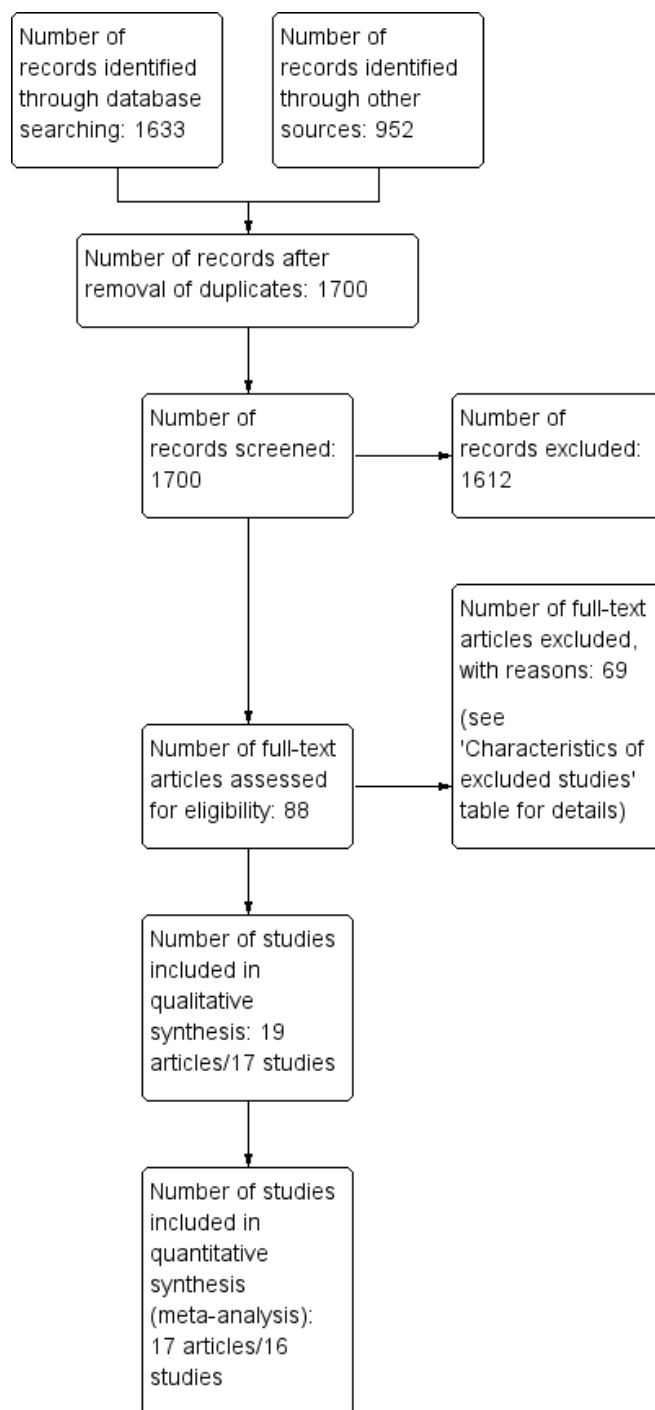 Number of
records identified
through database
searching: 1633
Number of
records identified
through other
sources: 952
Number of records after
removal of duplicates: 1700
Number of
records screened:
1700
Number of
records excluded:
1612
Number of full-text
articles assessed
for eligibility: 88
Number of full-text
articles excluded,
with reasons: 69
(see
'Characteristics of
excluded studies'
table for details)
Number of studies
included in
qualitative
synthesis: 19
articles/17 studies
Number of studies
included in
quantitative
synthesis
(meta-analysis):
17 articles/16
studies